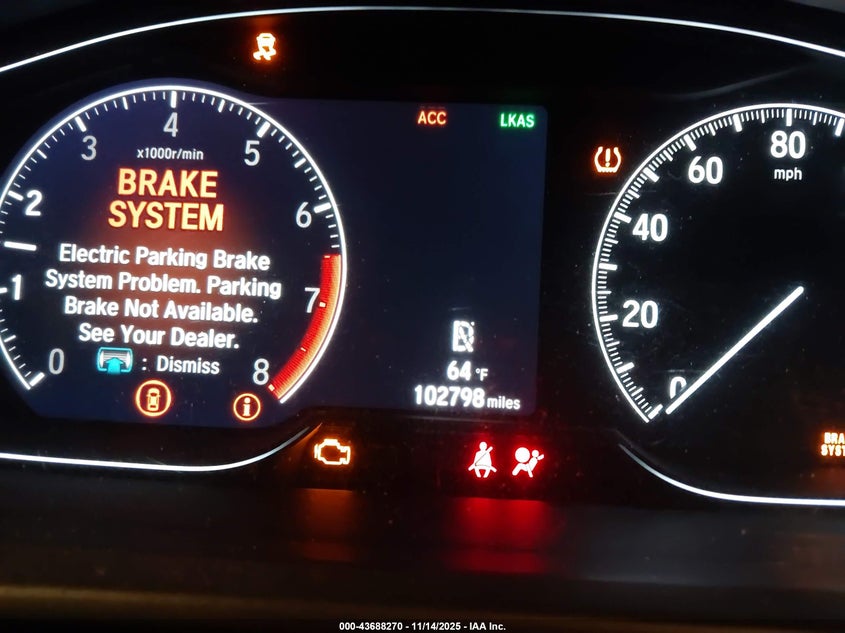 ACC
LKAS
4
3
5
x1000r/min
80
60
mph
BRAKE
SYSTEM
2
6
40
Electric Parking Brake
System Problem. Parking
Brake Not Available.
See Your Dealer.
1
7
20
: Dismiss
0
8
64 °F
102798 miles
0
SYST
000-43688270 - 11/14/2025 - IAA Inc.